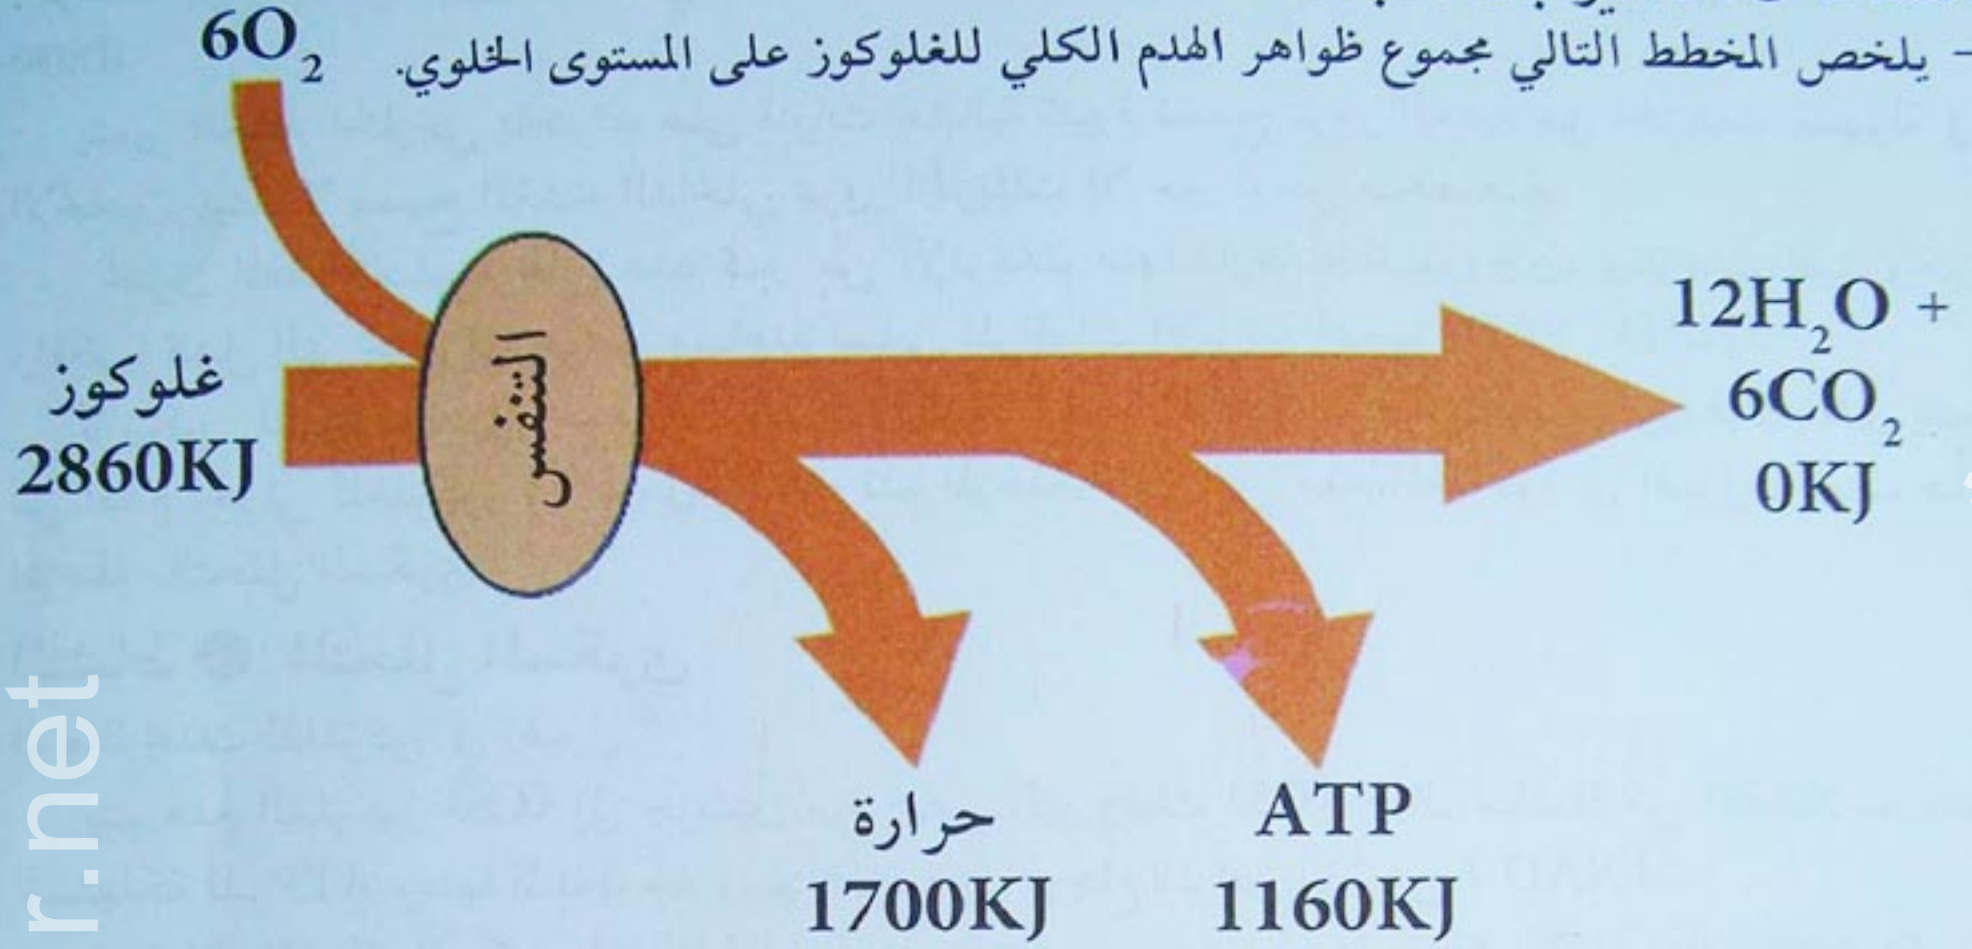 - يلخص المخطط التالي مجموع ظواهر الهدم الكلي للغلوكوز على المستوى الخلوي.
6O₂
غلوكوز
2860KJ
التنفس
12H₂O +
6CO₂
0KJ
حرارة
1700KJ
ATP
1160KJ
r.net